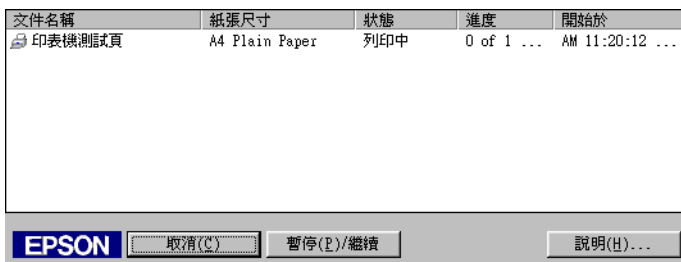 文件名稱 紙張尺寸 狀態 進度 開始於
印表機測試頁 A4 Plain Paper 列印中 0 of 1 ... AM 11:20:12 ...
EPSON 取消(C) 暫停(P)/繼續 說明(H)...